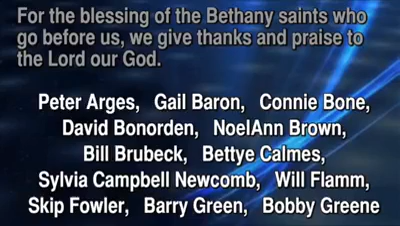 For the blessing of the Bethany saints who
go before us, we give thanks and praise to
the Lord our God.
Peter Arges, Gail Baron, Connie Bone,
David Bonorden, NoelAnn Brown,
Bill Brubeck, Bettye Calmes,
Sylvia Campbell Newcomb, Will Flamm,
Skip Fowler, Barry Green, Bobby Greene